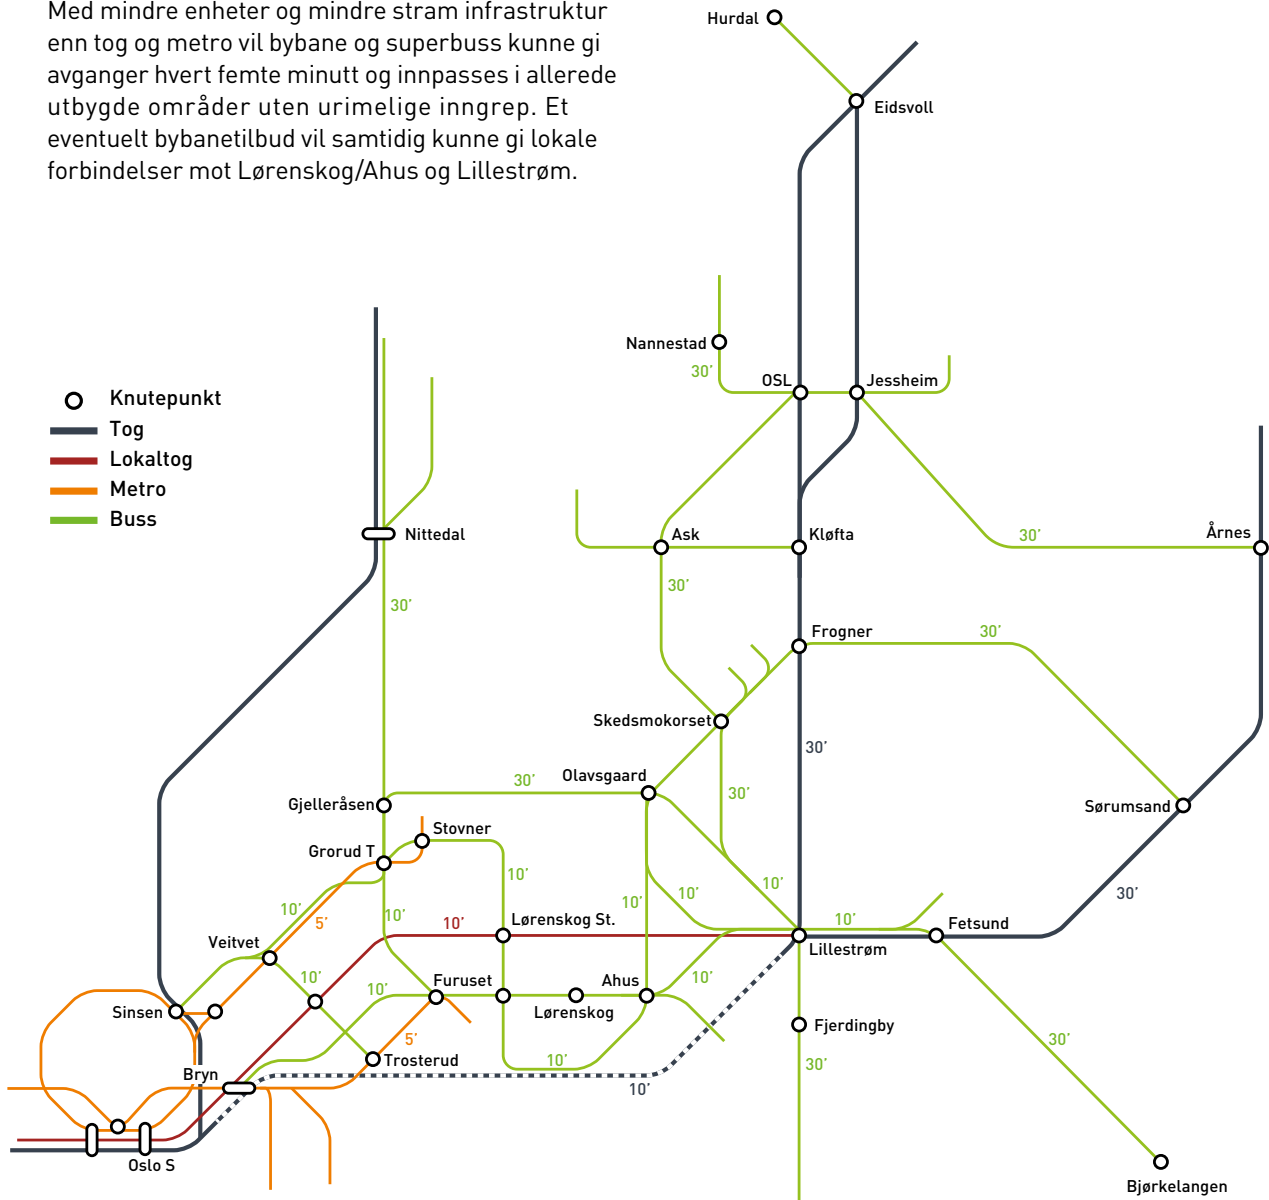 Med mindre enheter og mindre stram infrastruktur
enn tog og metro vil bybane og superbuss kunne gi
avganger hvert femte minutt og innpasses i allerede
utbygde områder uten urimelige inngrep. Et
eventuelt bybanetilbud vil samtidig kunne gi lokale
forbindelser mot Lørenskog/Ahus og Lillestrøm.
Hurdal
Eidsvoll
Nannestad
30’
OSL
Jessheim
Knutepunkt
Tog
Lokaltog
Metro
Buss
Nittedal
Ask
Kløfta
30’
Årnes
30’
30’
Frogner
30’
Skedsmokorset
30’
Olavsgaard
30’
30’
Gjelleråsen
Sørumsand
Stovner
Grorud T
10’
10’
10’
30’
10’
10’
10’
5’
10’
Lørenskog St.
10’
Fetsund
Veitvet
Lillestrøm
10’
10’
Furuset
Ahus
10’
Sinsen
Lørenskog
Fjerdingby
5’
30’
Trosterud
10’
30’
Bryn
10’
Oslo S
Bjørkelangen